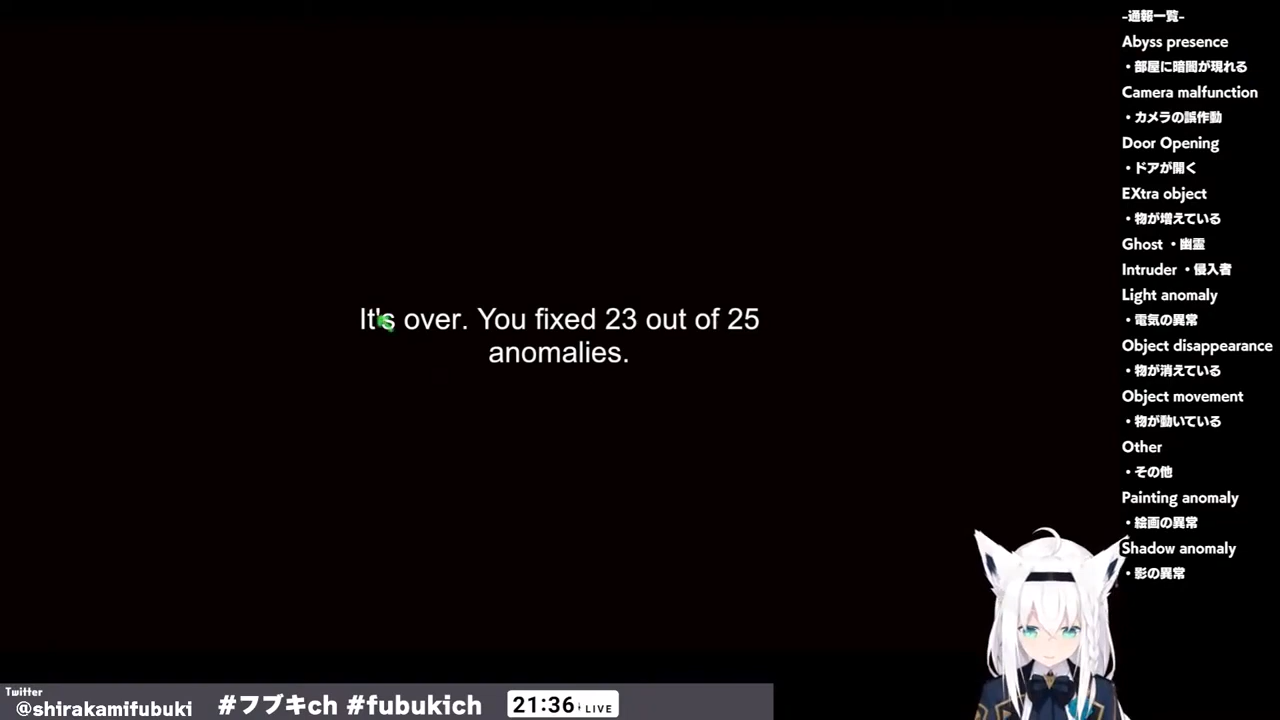 -通報一覧-
Abyss presence
・部屋に暗闇が現れる
Camera malfunction
・カメラの誤作動
Door Opening
・ドアが開く
EXtra object
・物が増えている
Ghost ・幽霊
Intruder ・侵入者
Light anomaly
・電気の異常
Object disappearance
・物が消えている
Object movement
・物が動いている
Other
・その他
Painting anomaly
・絵画の異常
Shadow anomaly
・影の異常
It's over. You fixed 23 out of 25
anomalies.
Twitter
@shirakamifubuki #フブキch #fubukich 21:36 LIVE